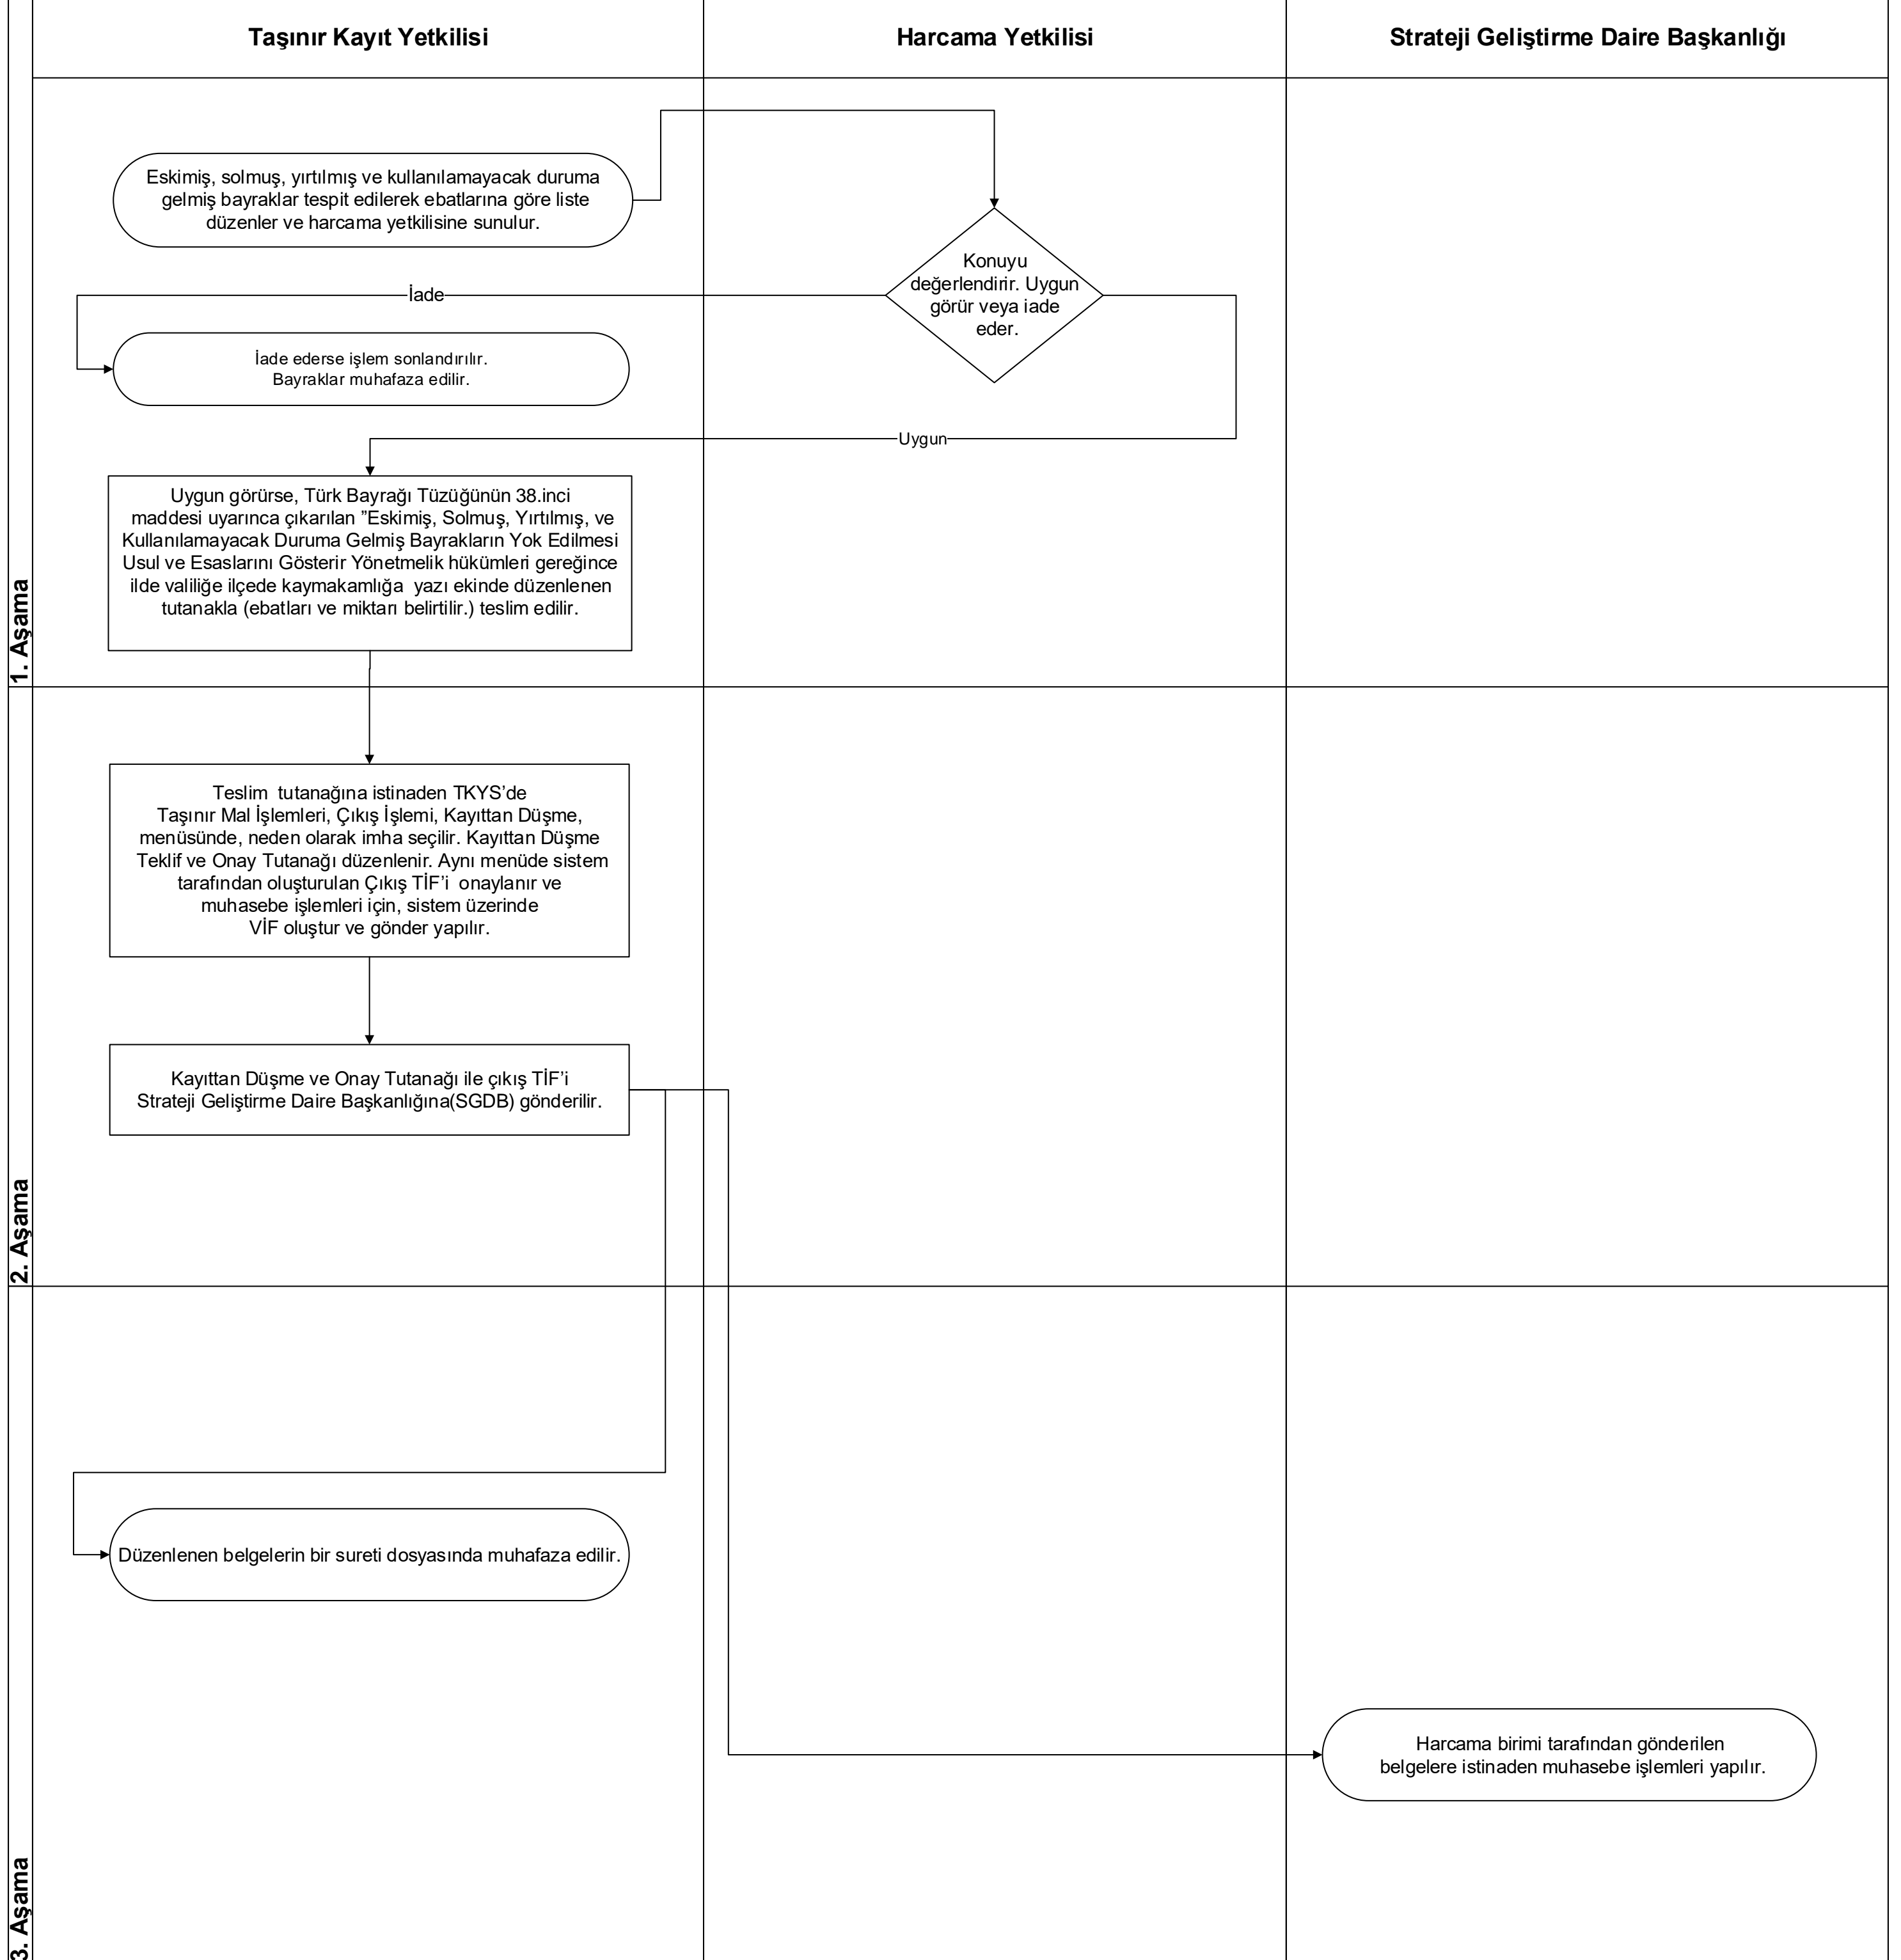 Taşınır Kayıt Yetkilisi
Harcama Yetkilisi
Strateji Geliştirme Daire Başkanlığı
1. Aşama
Eskimiş, solmuş, yırtılmış ve kullanılamayacak duruma
gelmiş bayraklar tespit edilerek ebatlarına göre liste
düzenler ve harcama yetkilisine sunulur.
Konuyu
değerlendirir. Uygun
görür veya iade
eder.
İade
İade ederse işlem sonlandırılır.
Bayraklar muhafaza edilir.
Uygun
Uygun görürse, Türk Bayrağı Tüzüğünün 38.inci
maddesi uyarınca çıkarılan ”Eskimiş, Solmuş, Yırtılmış, ve
Kullanılamayacak Duruma Gelmiş Bayrakların Yok Edilmesi
Usul ve Esaslarını Gösterir Yönetmelik hükümleri gereğince
ilde valiliğe ilçede kaymakamlığa  yazı ekinde düzenlenen
tutanakla (ebatları ve miktarı belirtilir.) teslim edilir.
2. Aşama
Teslim  tutanağına istinaden TKYS’de
Taşınır Mal İşlemleri, Çıkış İşlemi, Kayıttan Düşme,
menüsünde, neden olarak imha seçilir. Kayıttan Düşme
Teklif ve Onay Tutanağı düzenlenir. Aynı menüde sistem
tarafından oluşturulan Çıkış TİF’i  onaylanır ve
muhasebe işlemleri için, sistem üzerinde
VİF oluştur ve gönder yapılır.
Kayıttan Düşme ve Onay Tutanağı ile çıkış TİF’i
Strateji Geliştirme Daire Başkanlığına(SGDB) gönderilir.
3. Aşama
Düzenlenen belgelerin bir sureti dosyasında muhafaza edilir.
Harcama birimi tarafından gönderilen
belgelere istinaden muhasebe işlemleri yapılır.